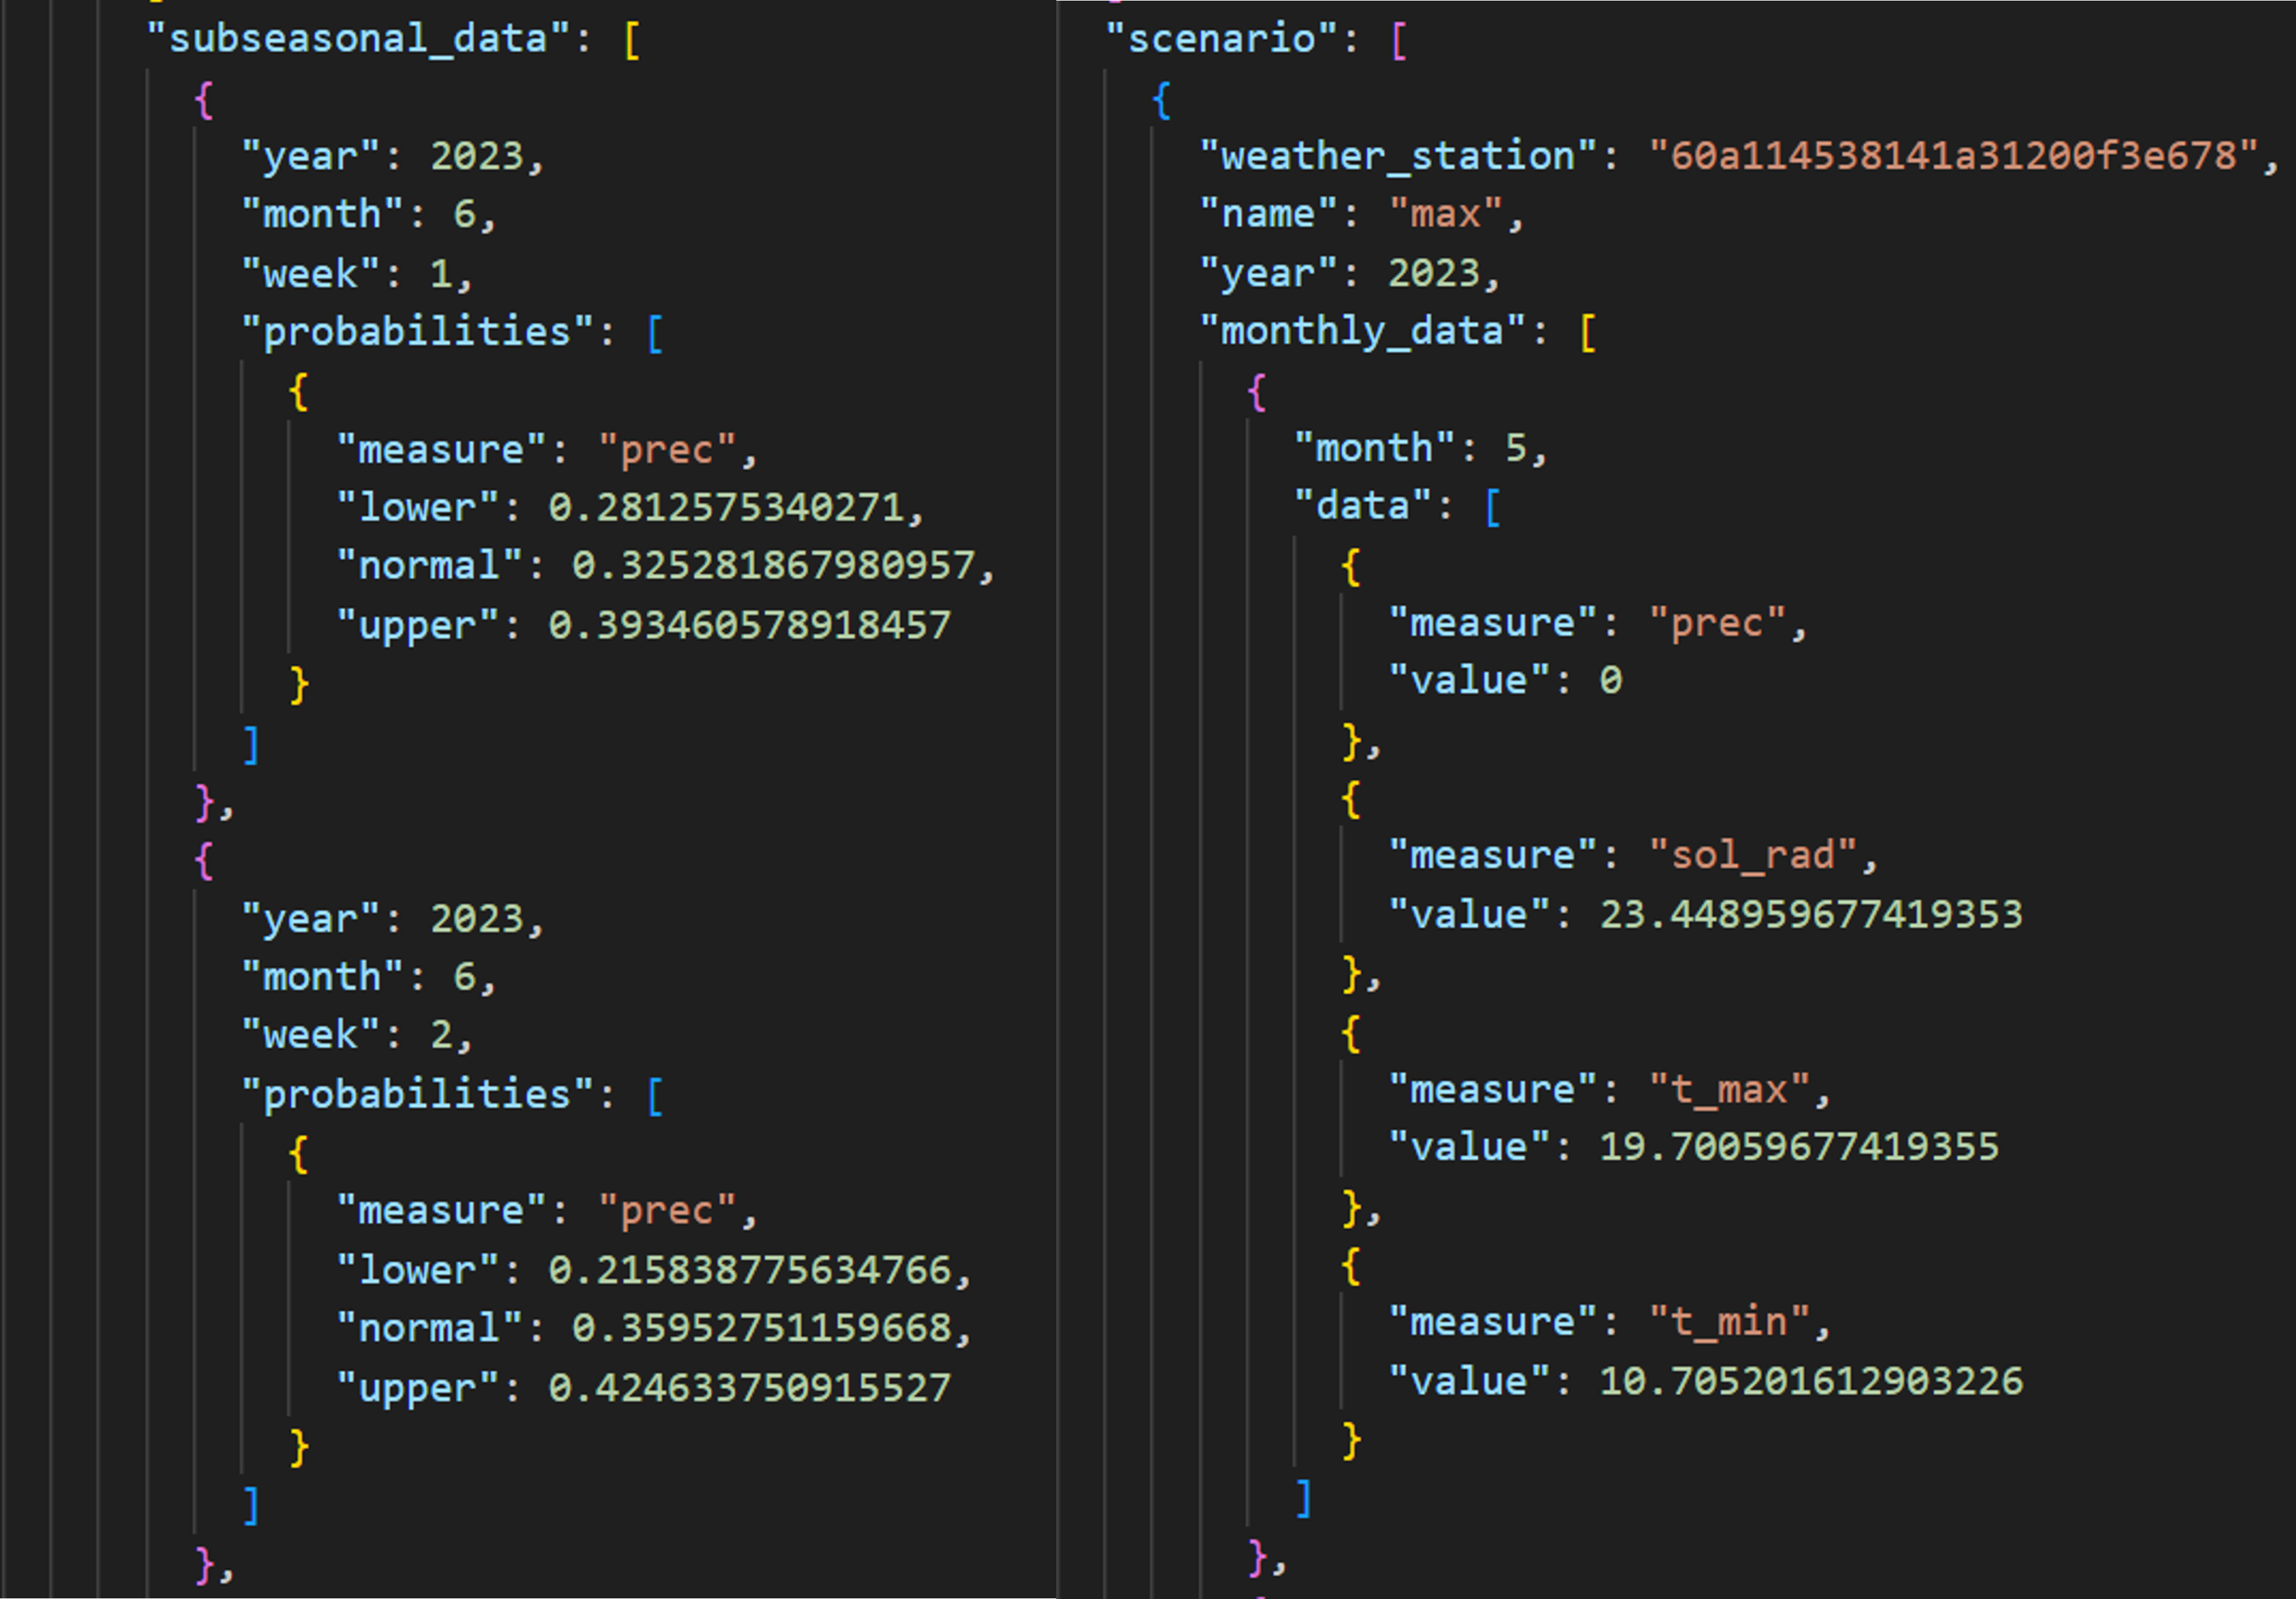 "subseasonal_data": [
{
"year": 2023,
"month": 6,
"week": 1,
"probabilities": [
{
"measure": "prec",
"lower": 0.2812575340271,
"normal": 0.325281867980957,
"upper": 0.393460578918457
}
]
},
{
"year": 2023,
"month": 6,
"week": 2,
"probabilities": [
{
"measure": "prec",
"lower": 0.215838775634766,
"normal": 0.35952751159668,
"upper": 0.424633750915527
}
]
},
"scenario": [
{
"weather_station": "60a114538141a31200f3e678",
"name": "max",
"year": 2023,
"monthly_data": [
{
"month": 5,
"data": [
{
"measure": "prec",
"value": 0
},
{
"measure": "sol_rad",
"value": 23.448959677419353
},
{
"measure": "t_max",
"value": 19.70059677419355
},
{
"measure": "t_min",
"value": 10.705201612903226
}
]
},